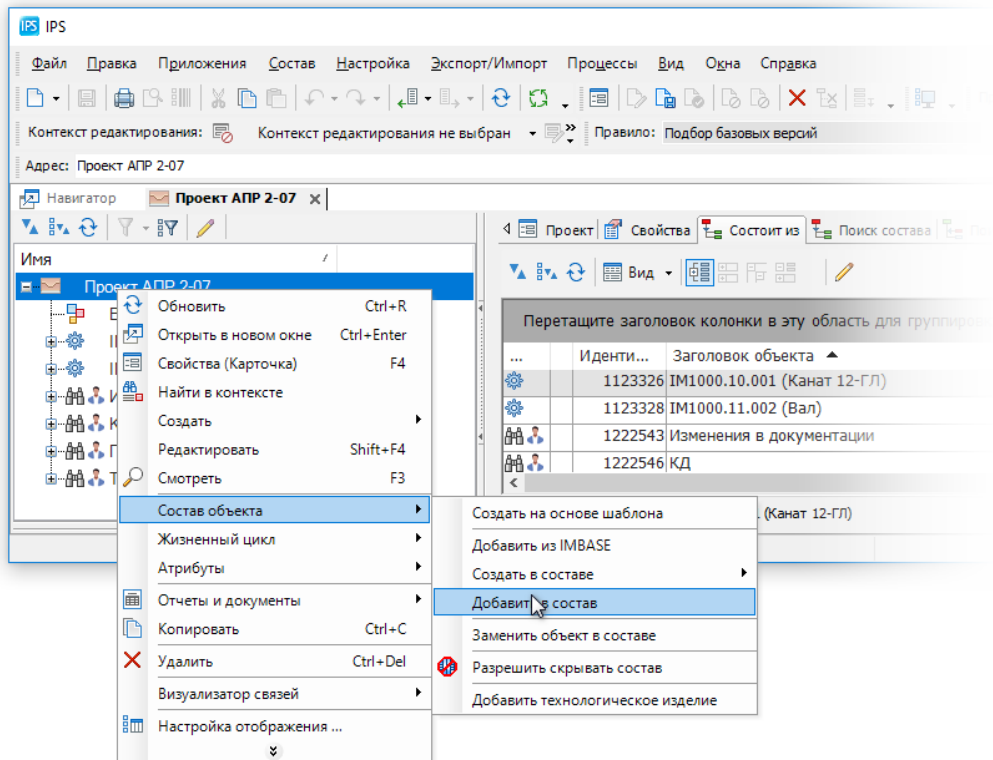 IPS IPS
Файл Правка Приложения Состав Настройка Экспорт/Импорт Процессы Вид Окна Справка
Контекст редактирования: Контекст редактирования не выбран Правило: Подбор базовых версий
Адрес: Проект АПР 2-07
Навигатор Проект АПР 2-07
Проект Свойства Состоит из Поиск состава
Имя
Вид
Проект АПР 2-07
Перетащите заголовок колонки в эту область для группиров
... Иденти... Заголовок объекта
1123326 IM1000.10.001 (Канат 12-ГЛ)
1123328 IM1000.11.002 (Вал)
1222543 Изменения в документации
1222546 КД
(Канат 12-ГЛ)
Обновить Ctrl+R
Открыть в новом окне Ctrl+Enter
Свойства (Карточка) F4
Найти в контексте
Создать
Редактировать Shift+F4
Смотреть F3
Состав объекта
Жизненный цикл
Атрибуты
Отчеты и документы
Копировать Ctrl+C
Удалить Ctrl+Del
Визуализатор связей
Настройка отображения ...
Создать на основе шаблона
Добавить из IMBASE
Создать в составе
Добавить в состав
Заменить объект в составе
Разрешить скрывать состав
Добавить технологическое изделие